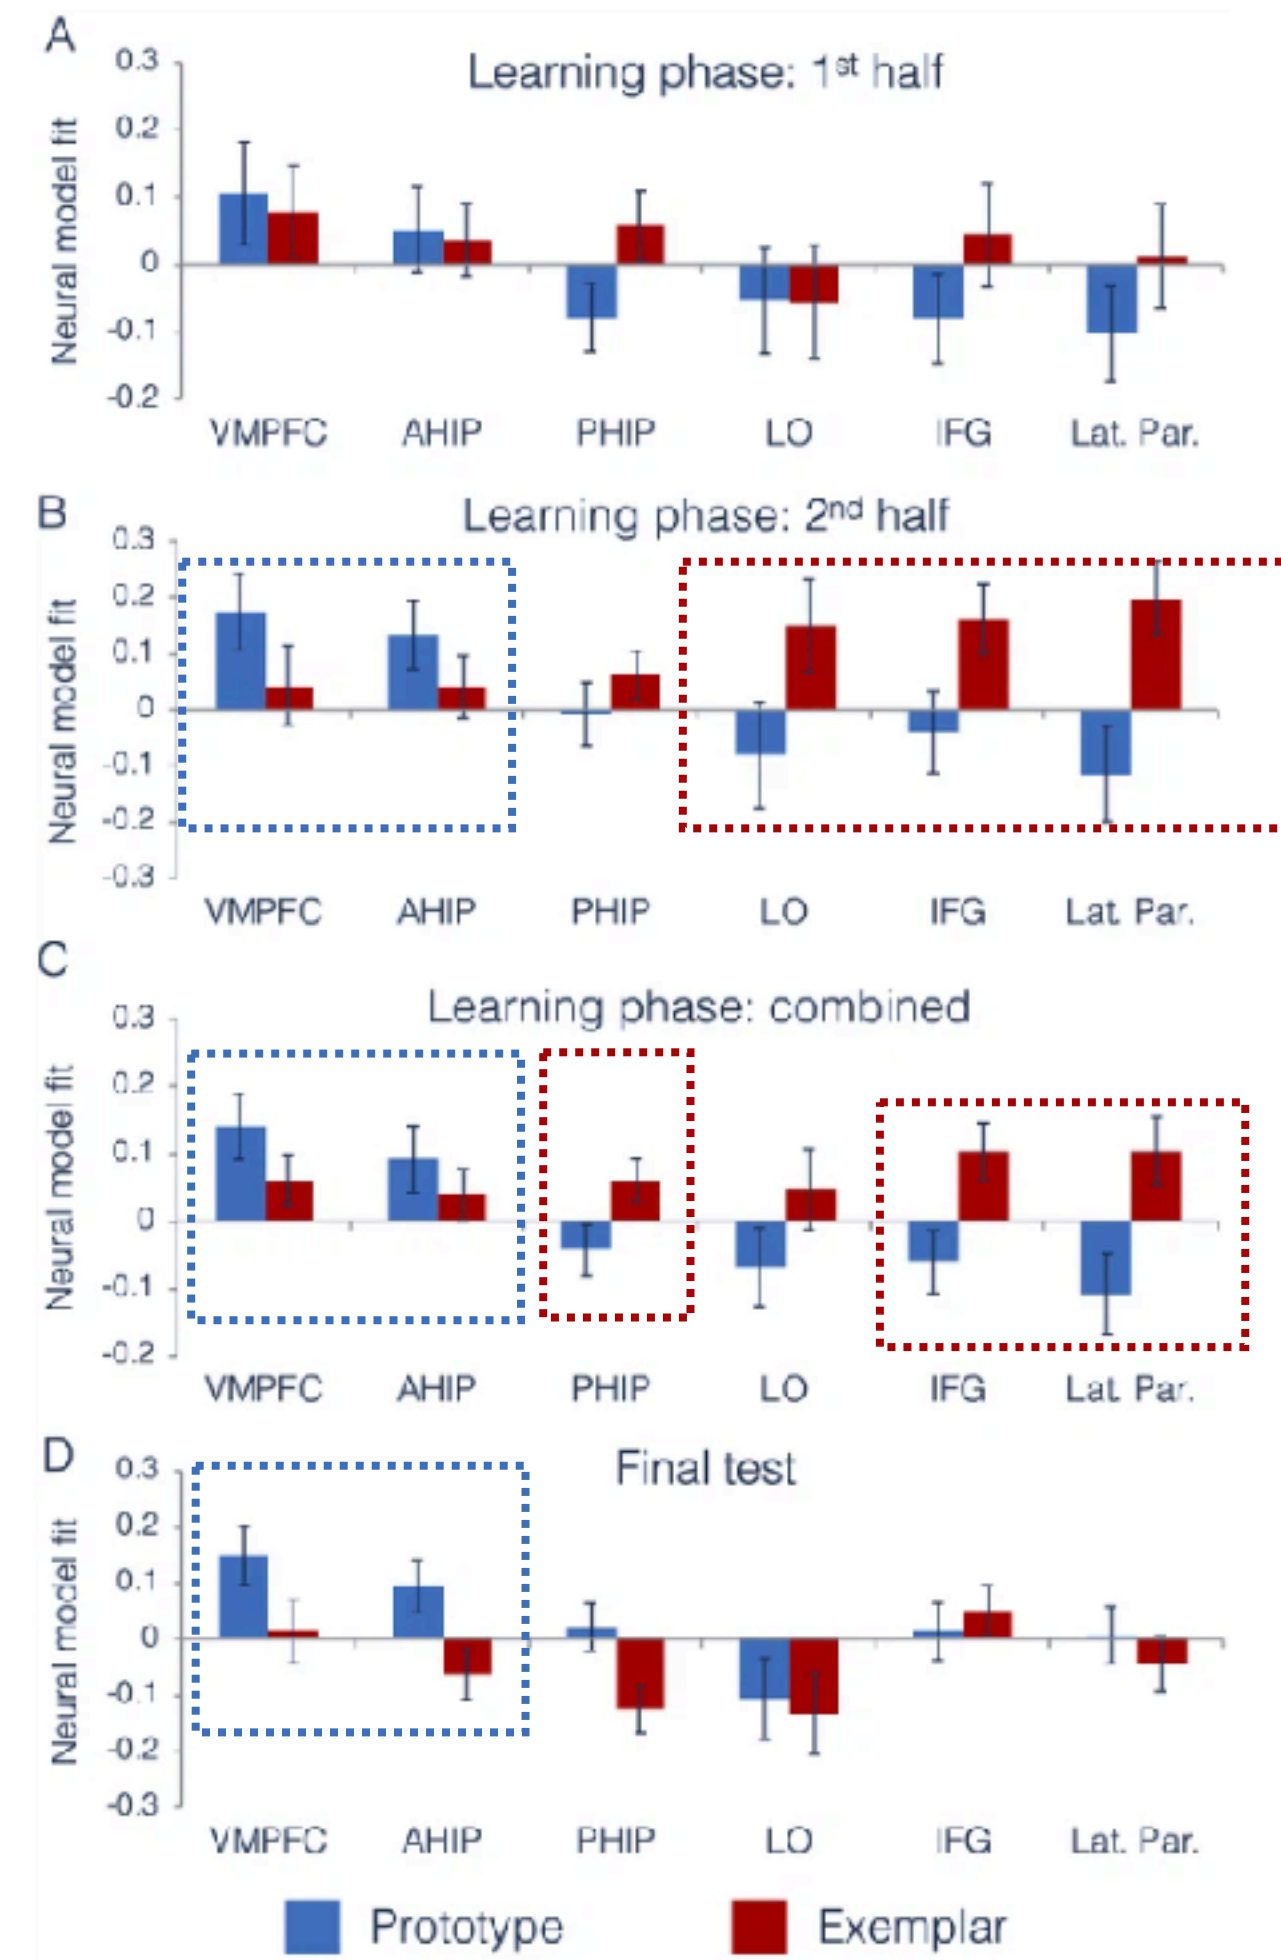 A
Learning phase: 1st half
Neural model fit
0.3
0.2
0.1
0
-0.1
-0.2
VMPFC AHIP PHIP LO IFG Lat. Par.
B
Learning phase: 2nd half
Neural model fit
0.3
0.2
0.1
0
-0.1
-0.2
-0.3
VMPFC AHIP PHIP LO IFG Lat. Par.
C
Learning phase: combined
Neural model fit
0.3
0.2
0.1
0
-0.1
-0.2
VMPFC AHIP PHIP LO IFG Lat. Par.
D
Final test
Neural model fit
0.3
0.2
0.1
0
-0.1
-0.2
-0.3
VMPFC AHIP PHIP LO IFG Lat. Par.
Prototype Exemplar